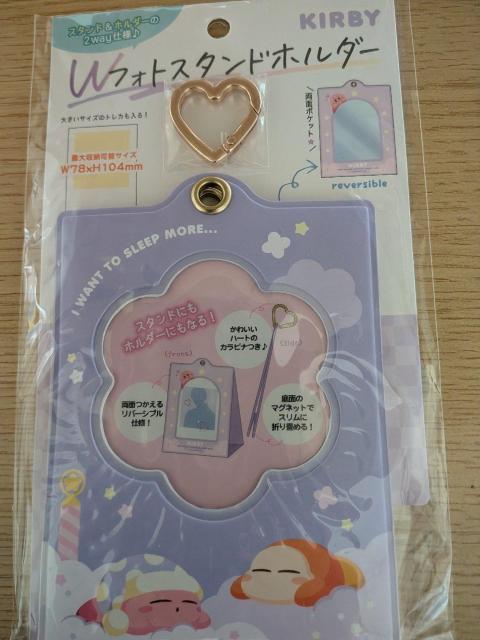 スタンド&ホルダーの
2way仕様♪
KIRBY
Wフォトスタンドホルダー
大きいサイズのトレカも入る!
最大収納可能サイズ
W78xH104mm
両面ポケット☆
reversible
I WANT TO SLEEP MORE...
スタンドにも
ホルダーにもなる!
かわいい
ハートの
カラビナつき♪
(front)
(side)
両面つかえる
リバーシブル
仕様!
KIRBY
底面の
マグネットで
スリムに
折り畳める!